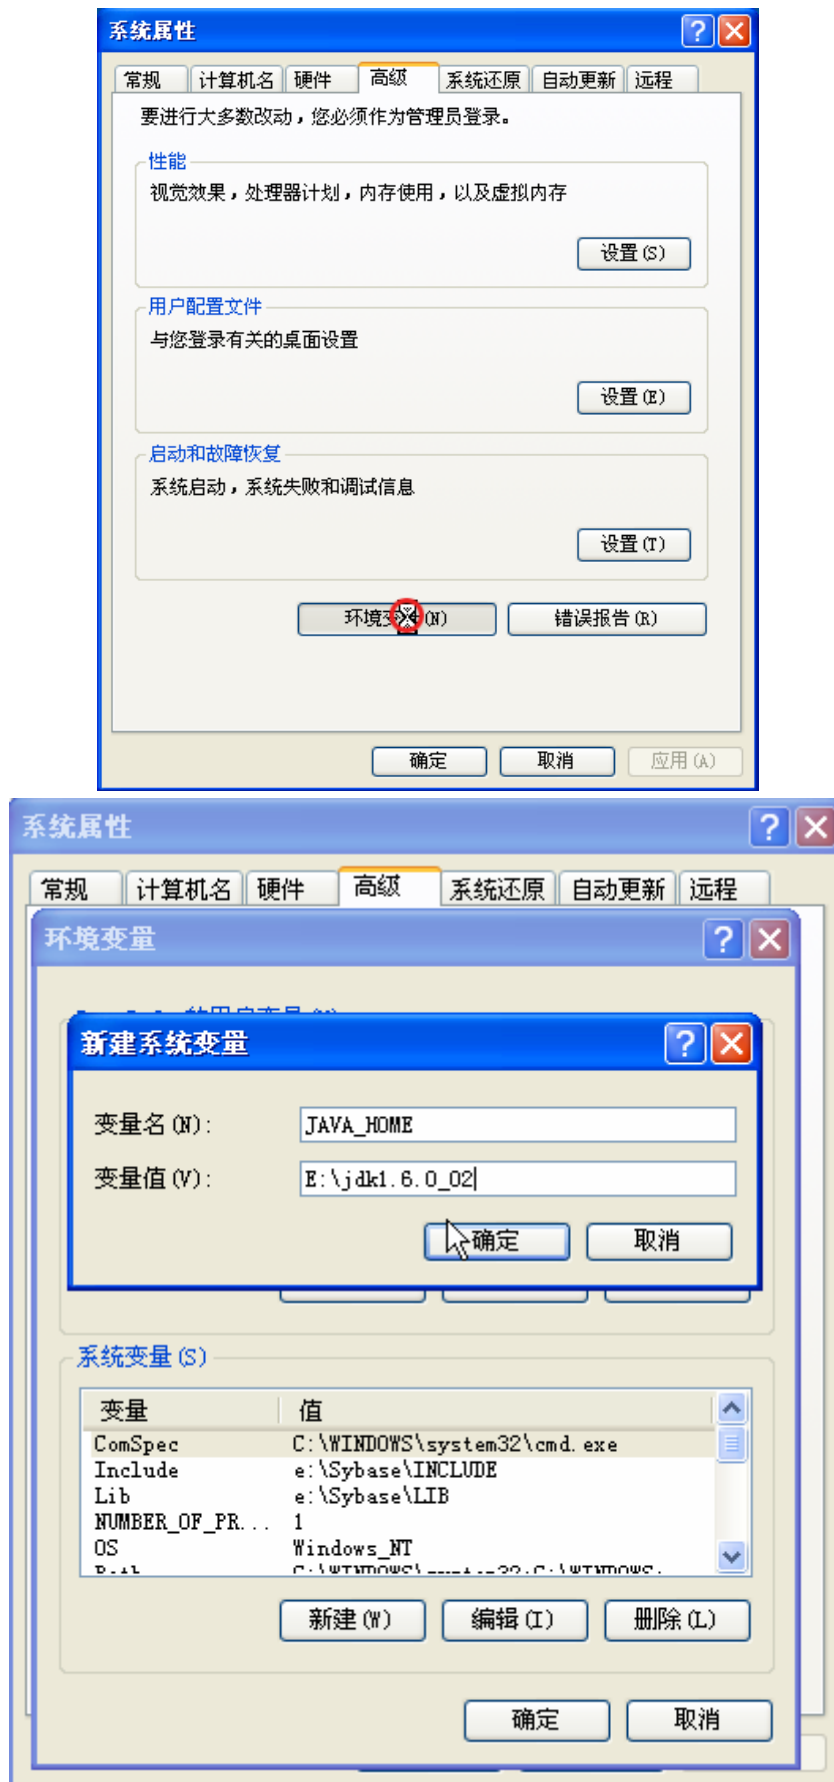 系统属性
常规 计算机名 硬件 高级 系统还原 自动更新 远程
要进行大多数改动，您必须作为管理员登录。
性能
视觉效果，处理器计划，内存使用，以及虚拟内存
设置(S)
用户配置文件
与您登录有关的桌面设置
设置(E)
启动和故障恢复
系统启动，系统失败和调试信息
设置(T)
环境变 (N) 错误报告(R)
确定 取消 应用(A)
系统属性
常规 计算机名 硬件 高级 系统还原 自动更新 远程
环境变量
新建系统变量
变量名(N): JAVA_HOME
变量值(V): E:\jdk1.6.0_02
确定 取消
系统变量(S)
变量 值
ComSpec C:\WINDOWS\system32\cmd.exe
Include e:\Sybase\INCLUDE
Lib e:\Sybase\LIB
NUMBER_OF_PR... 1
OS Windows_NT
新建(W) 编辑(I) 删除(L)
确定 取消